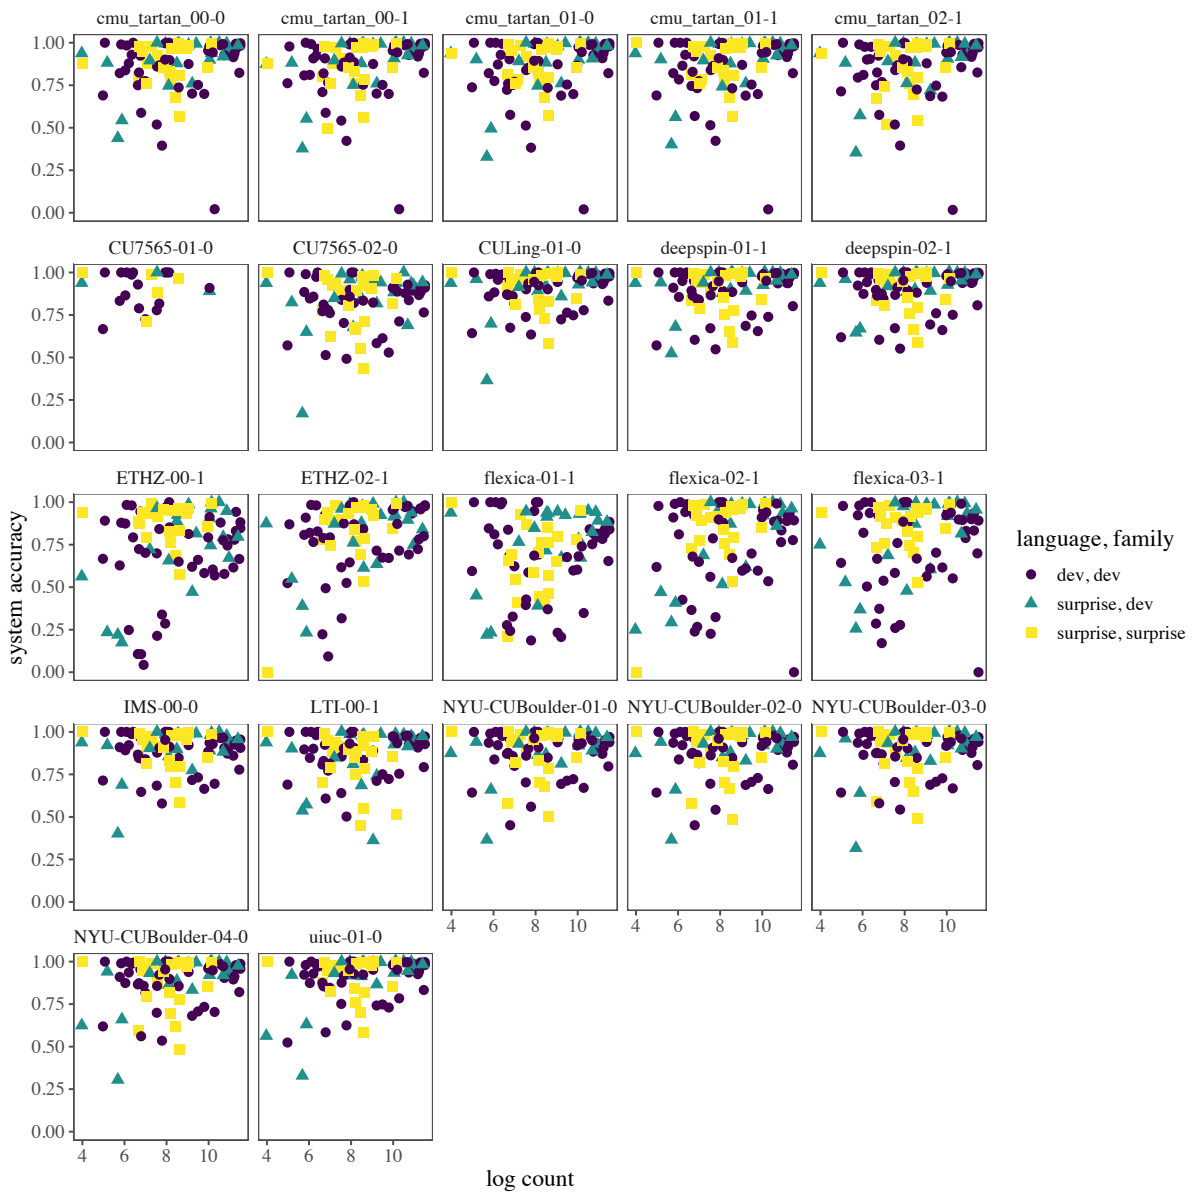 cmu_tartan_00-0 cmu_tartan_00-1 cmu_tartan_01-0 cmu_tartan_01-1 cmu_tartan_02-1
1.00
0.75
0.50
0.25
0.00
CU7565-01-0 CU7565-02-0 CULing-01-0 deepspin-01-1 deepspin-02-1
1.00
0.75
0.50
0.25
0.00
ETHZ-00-1 ETHZ-02-1 flexica-01-1 flexica-02-1 flexica-03-1
1.00
0.75
0.50
0.25
0.00
system accuracy
language, family
dev, dev
surprise, dev
surprise, surprise
IMS-00-0 LTI-00-1 NYU-CUBoulder-01-0 NYU-CUBoulder-02-0 NYU-CUBoulder-03-0
1.00
0.75
0.50
0.25
0.00
4 6 8 10 4 6 8 10 4 6 8 10
NYU-CUBoulder-04-0 uiuc-01-0
1.00
0.75
0.50
0.25
0.00
4 6 8 10 4 6 8 10
log count